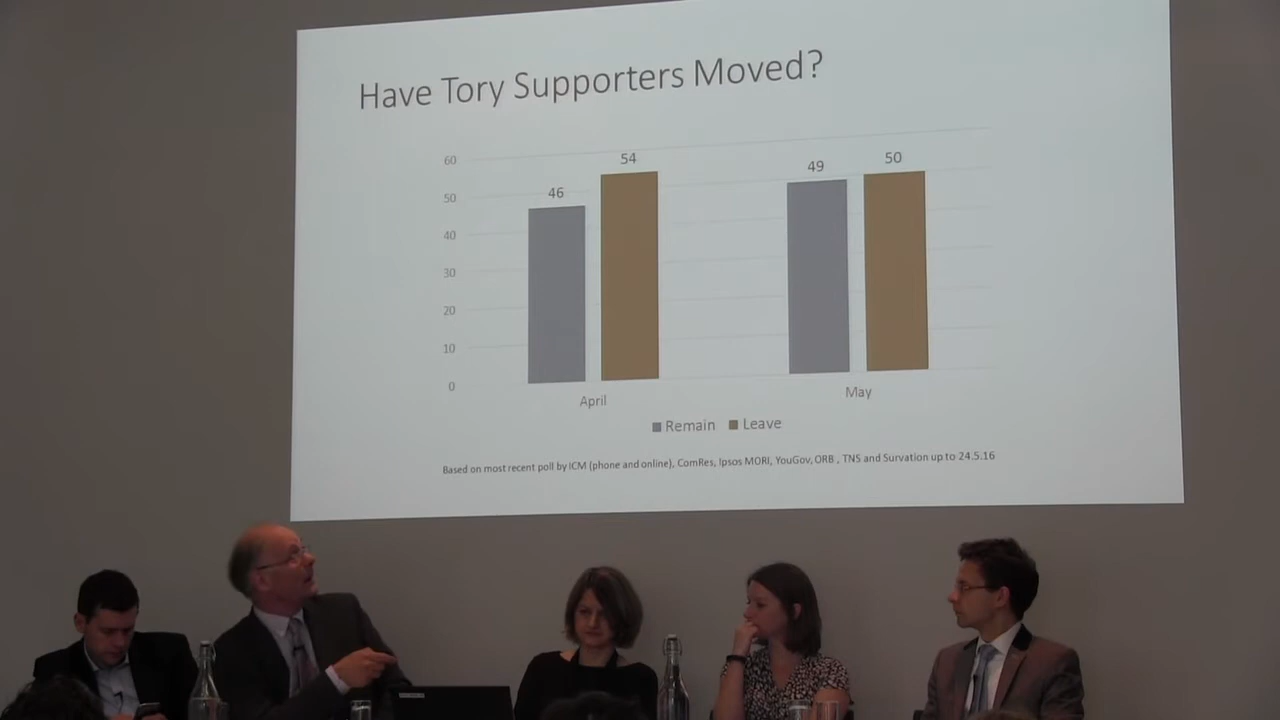 Have Tory Supporters Moved?
60
50
40
30
20
10
0
46
54
49
50
April
May
Remain
Leave
Based on most recent poll by ICM (phone and online), ComRes, Ipsos MORI, YouGov, ORB , TNS and Survation up to 24.5.16